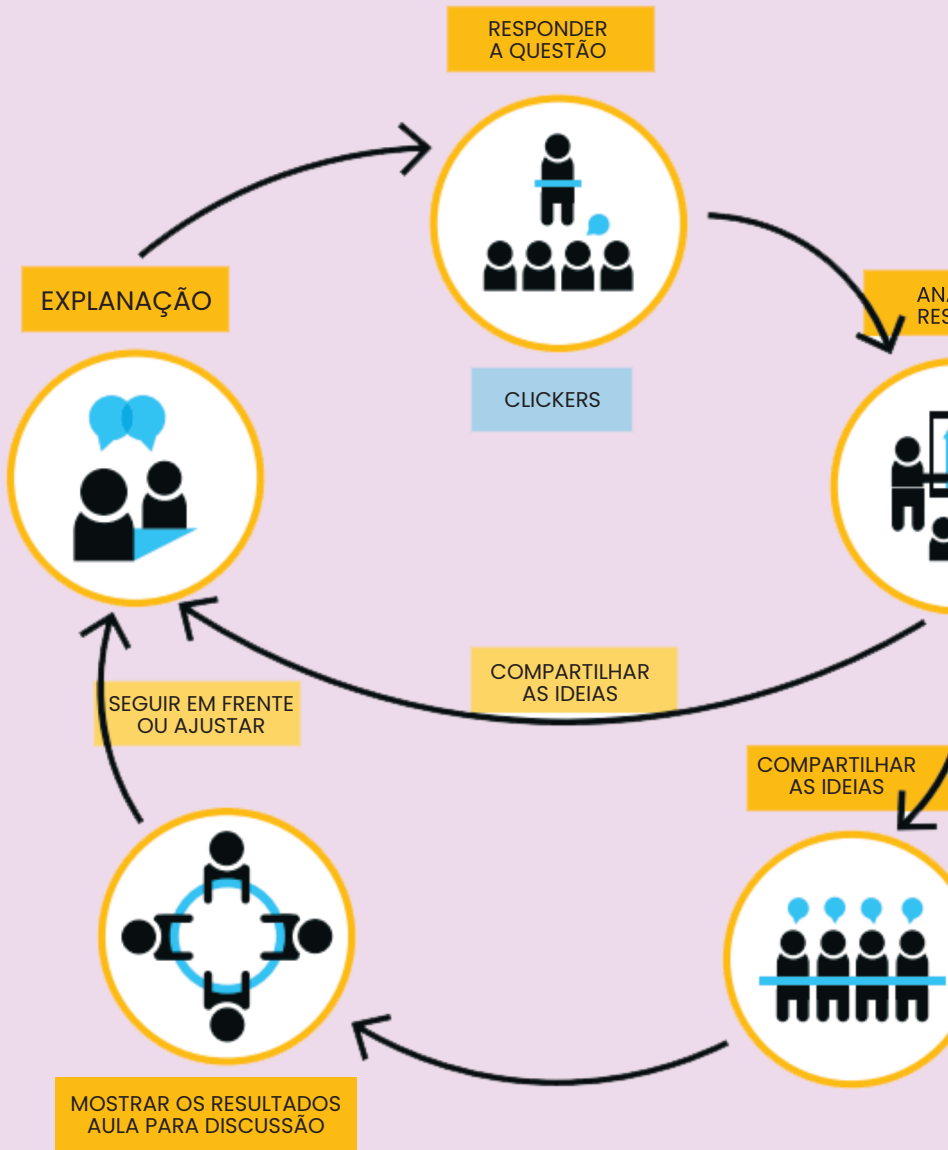 RESPONDER
A QUESTÃO
EXPLANAÇÃO
CLICKERS
COMPARTILHAR
AS IDEIAS
SEGUIR EM FRENTE
OU AJUSTAR
COMPARTILHAR
AS IDEIAS
MOSTRAR OS RESULTADOS
AULA PARA DISCUSSÃO